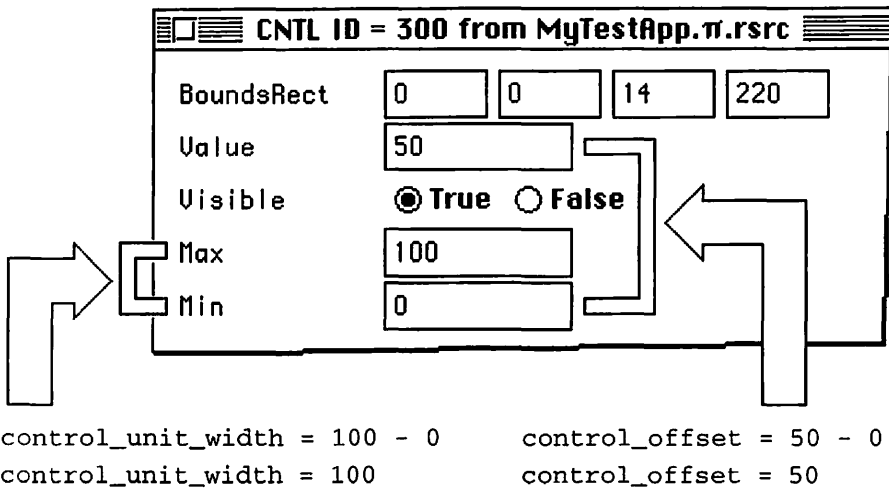 CNTL ID = 300 from MyTestApp.π.rsrc
BoundsRect 0 0 14 220
Value 50
Visible True False
Max 100
Min 0
control_unit_width = 100 - 0 control_offset = 50 - 0
control_unit_width = 100 control_offset = 50